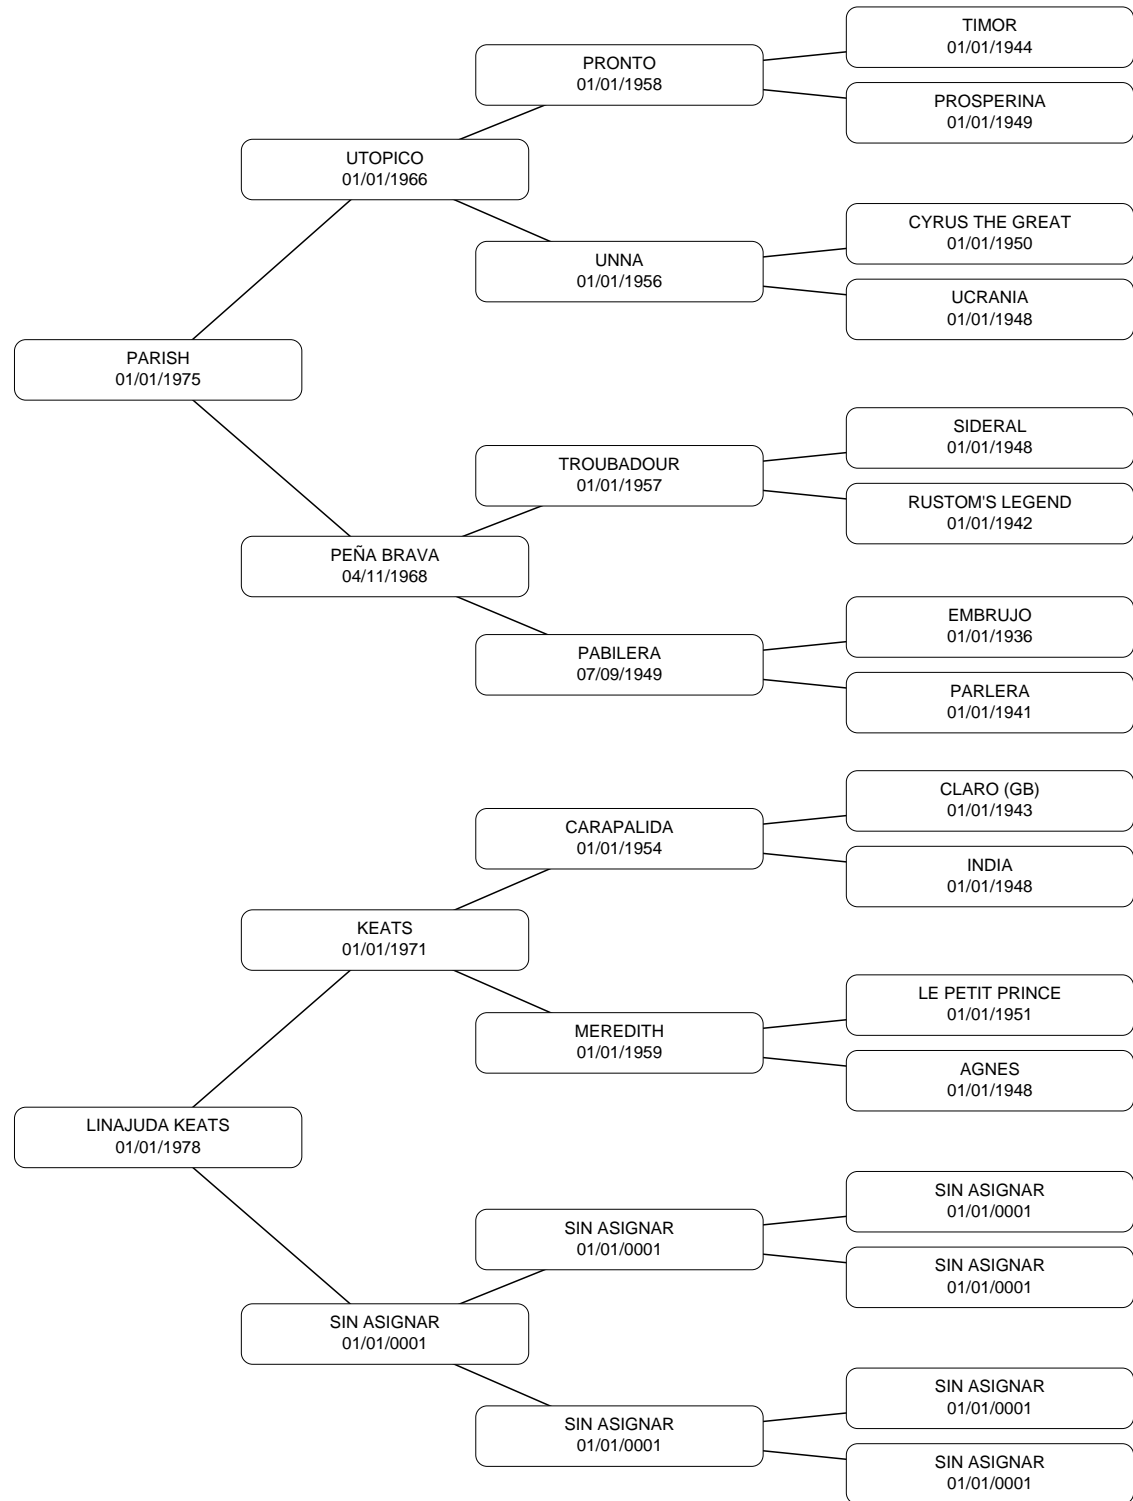 TIMOR
01/01/1944
PRONTO
01/01/1958
PROSPERINA
01/01/1949
UTOPICO
01/01/1966
CYRUS THE GREAT
01/01/1950
UNNA
01/01/1956
UCRANIA
01/01/1948
PARISH
01/01/1975
SIDERAL
01/01/1948
TROUBADOUR
01/01/1957
RUSTOM'S LEGEND
01/01/1942
PEÑA BRAVA
04/11/1968
EMBRUJO
01/01/1936
PABILERA
07/09/1949
PARLERA
01/01/1941
CLARO (GB)
01/01/1943
CARAPALIDA
01/01/1954
INDIA
01/01/1948
KEATS
01/01/1971
LE PETIT PRINCE
01/01/1951
MEREDITH
01/01/1959
AGNES
01/01/1948
LINAJUDA KEATS
01/01/1978
SIN ASIGNAR
01/01/0001
SIN ASIGNAR
01/01/0001
SIN ASIGNAR
01/01/0001
SIN ASIGNAR
01/01/0001
SIN ASIGNAR
01/01/0001
SIN ASIGNAR
01/01/0001
SIN ASIGNAR
01/01/0001